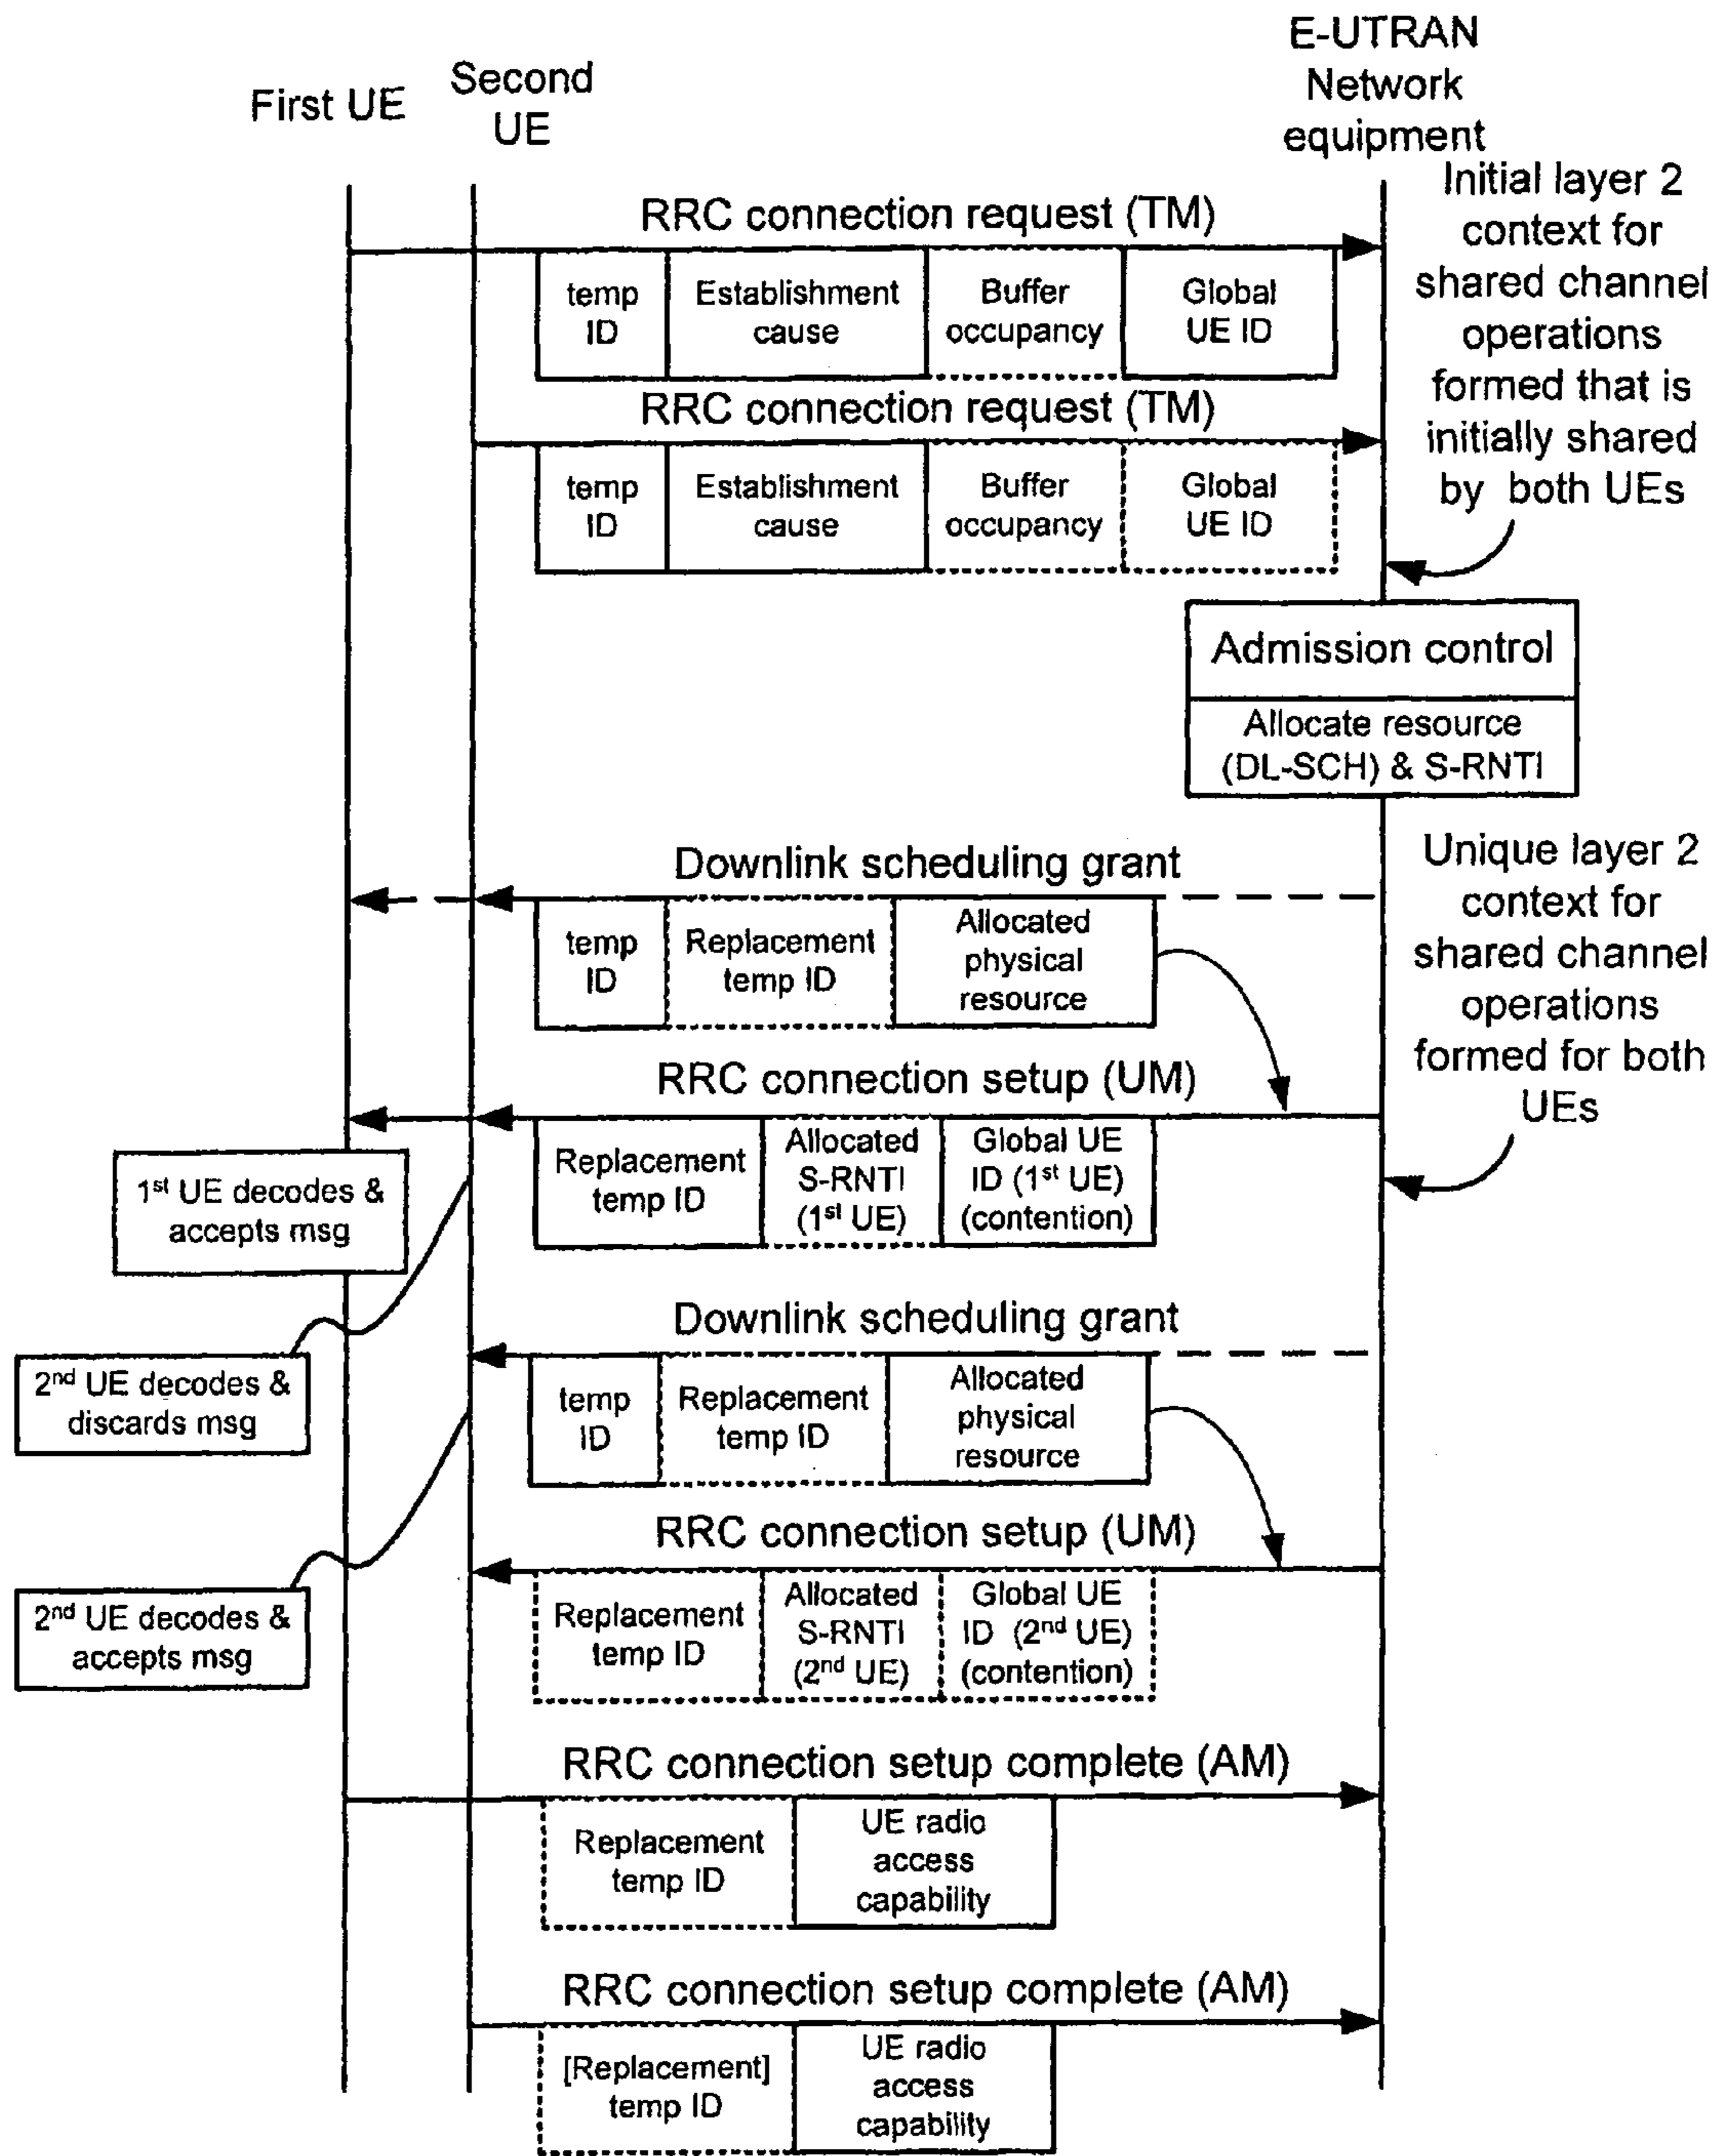 First UE
Second
UE
E-UTRAN
Network
equipment
Initial layer 2
context for
shared channel
operations
formed that is
initially shared
by both UEs
RRC connection request (TM)
temp
ID
Establishment
cause
Buffer
occupancy
Global
UE ID
RRC connection request (TM)
temp
ID
Establishment
cause
Buffer
occupancy
Global
UE ID
Admission control
Allocate resource
(DL-SCH) & S-RNTI
Unique layer 2
context for
shared channel
operations
formed for both
UEs
Downlink scheduling grant
temp
ID
Replacement
temp ID
Allocated
physical
resource
RRC connection setup (UM)
Replacement
temp ID
Allocated
S-RNTI
(1st UE)
Global UE
ID (1st UE)
(contention)
1st UE decodes &
accepts msg
Downlink scheduling grant
2nd UE decodes &
discards msg
temp
ID
Replacement
temp ID
Allocated
physical
resource
RRC connection setup (UM)
2nd UE decodes &
accepts msg
Replacement
temp ID
Allocated
S-RNTI
(2nd UE)
Global UE
ID (2nd UE)
(contention)
RRC connection setup complete (AM)
Replacement
temp ID
UE radio
access
capability
RRC connection setup complete (AM)
[Replacement]
temp ID
UE radio
access
capability